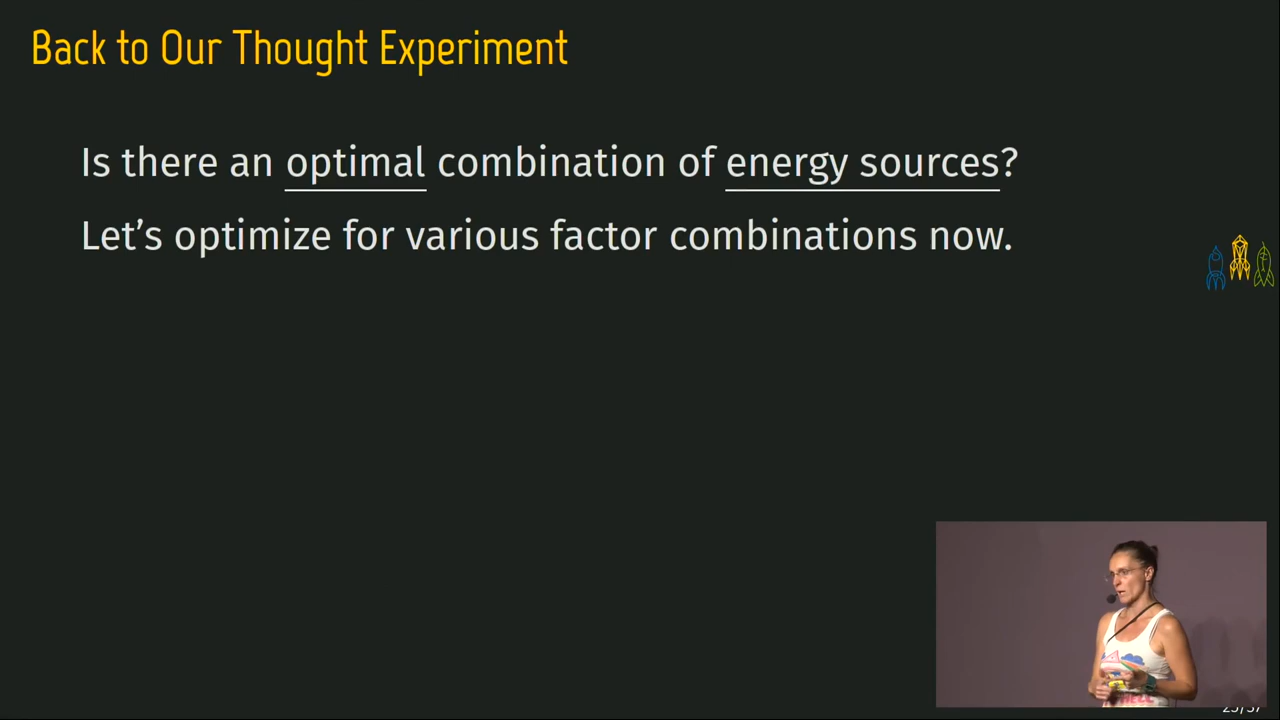 Back to Our Thought Experiment
Is there an optimal combination of energy sources?
Let's optimize for various factor combinations now.